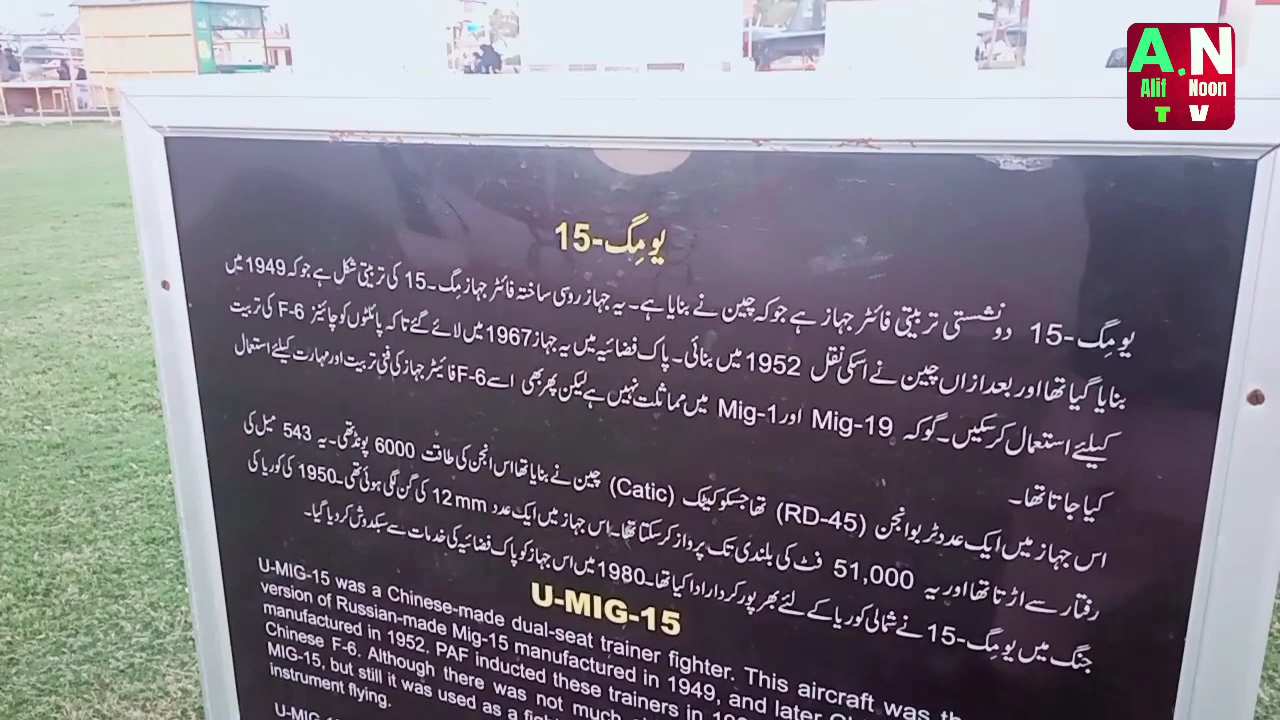 A.N
Alif Noon
TV
یو مِگ-15
یو مِگ-15 دو نشستی تربیتی فائٹر جہاز ہے جو کہ چین نے بنایا ہے۔ یہ جہاز روسی ساختہ فائٹر جہاز مِگ۔15 کی تربیتی شکل ہے جو کہ 1949 میں
بنایا گیا تھا اور بعد ازاں چین نے اسکی نقل 1952 میں بنائی۔ پاک فضائیہ میں یہ جہاز 1967 میں لائے گئے تاکہ پائلٹوں کو چائنیز F-6 کی تربیت
کیلئے استعمال کر سکیں۔ گو کہ Mig-19 اور Mig-1 میں مماثلت نہیں ہے لیکن پھر بھی اسے F-6 فائیٹر جہاز کی فنی تربیت اور مہارت کیلئے استعمال
کیا جاتا تھا۔
اس جہاز میں ایک عدد ٹربو انجن (RD-45) تھا جسکو کیٹک (Catic) چین نے بنایا تھا اس انجن کی طاقت 6000 پونڈ تھی۔ یہ 543 میل کی
رفتار سے اڑتا تھا اور یہ 51,000 فٹ کی بلندی تک پرواز کر سکتا تھا۔ اس جہاز میں ایک عدد 12 mm کی گن لگی ہوئی تھی۔ 1950 کی کوریا کی
جنگ میں یو مِگ-15 نے شمالی کوریا کے لئے بھر پور کردار ادا کیا تھا۔ 1980 میں اس جہاز کو پاک فضائیہ کی خدمات سے سبکدوش کر دیا گیا۔
U-MIG-15
U-MIG-15 was a Chinese-made dual-seat trainer fighter. This aircraft was
version of Russian-made Mig-15 manufactured in 1949, and later
manufactured in 1952. PAF inducted these trainers in
Chinese F-6. Although there was not much
MIG-15, but still it was used as a
instrument flying.